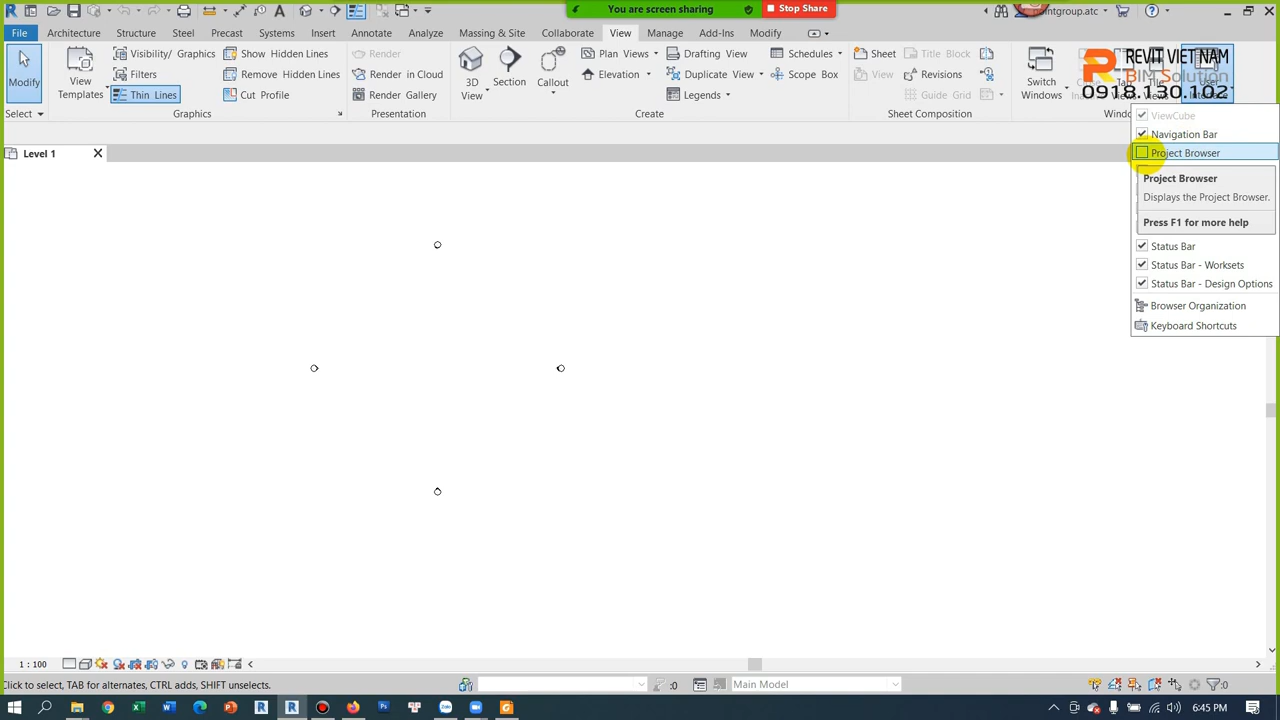 You are screen sharing
Stop Share
File
Architecture
Structure
Steel
Precast
Systems
Insert
Annotate
Analyze
Massing & Site
Collaborate
View
Manage
Add-Ins
Modify
Modify
View
Templates
Visibility/ Graphics
Filters
Thin Lines
Show Hidden Lines
Remove Hidden Lines
Cut Profile
Render
Render in Cloud
Render Gallery
3D
View
Section
Callout
Plan Views
Elevation
Drafting View
Duplicate View
Legends
Schedules
Scope Box
Sheet
View
Title Block
Revisions
Guide Grid
Switch
Windows
REVIT VIET NAM
BIM Solution
0918.130.102
Select
Graphics
Presentation
Create
Sheet Composition
Level 1
ViewCube
Navigation Bar
Project Browser
Project Browser
Displays the Project Browser.
Press F1 for more help
Status Bar
Status Bar - Worksets
Status Bar - Design Options
Browser Organization
Keyboard Shortcuts
1 : 100
Click to select, TAB for alternates, CTRL adds, SHIFT unselects.
:0
Main Model
:0
6:45 PM